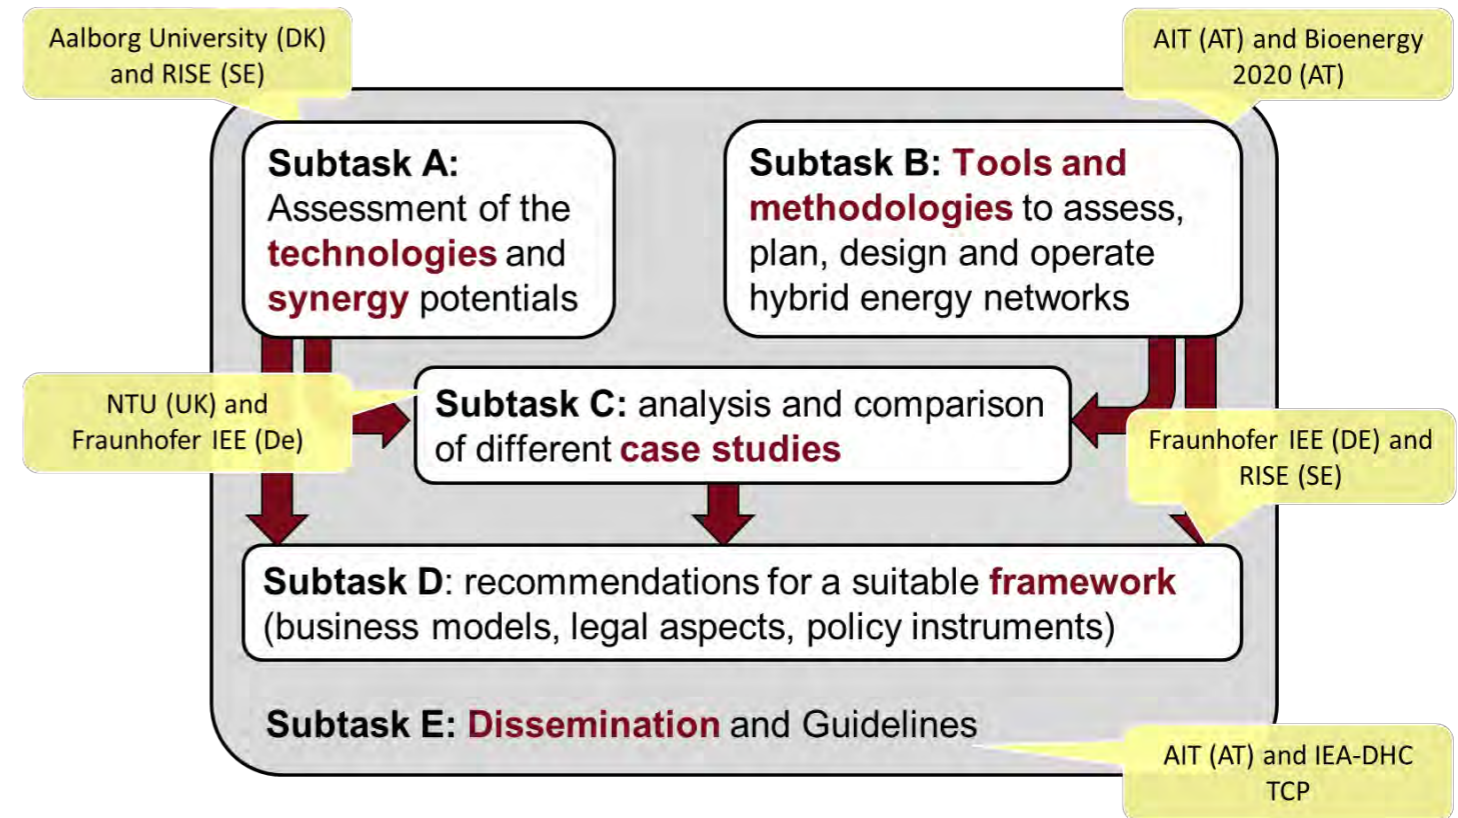 Aalborg University (DK)
and RISE (SE)
AIT (AT) and Bioenergy
2020 (AT)
Subtask A:
Assessment of the
technologies and
synergy potentials
Subtask B: Tools and
methodologies to assess,
plan, design and operate
hybrid energy networks
NTU (UK) and
Fraunhofer IEE (De)
Subtask C: analysis and comparison
of different case studies
Fraunhofer IEE (DE) and
RISE (SE)
Subtask D: recommendations for a suitable framework
(business models, legal aspects, policy instruments)
Subtask E: Dissemination and Guidelines
AIT (AT) and IEA-DHC
TCP